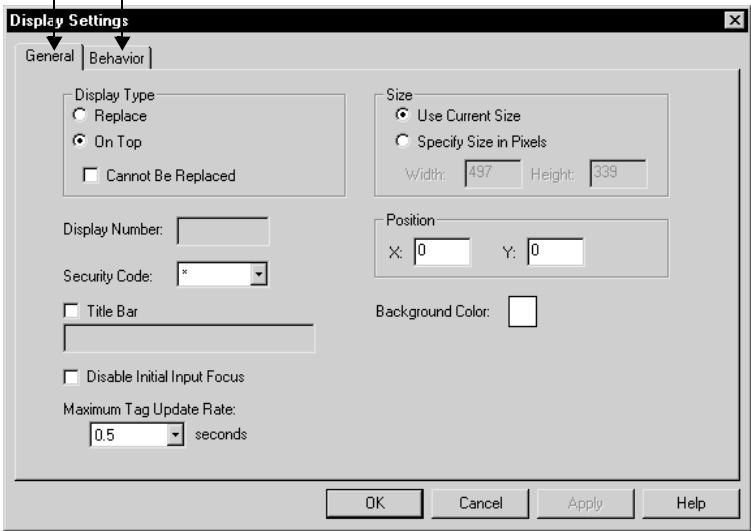 Display Settings
General
Behavior
Display Type
Replace
On Top
Cannot Be Replaced
Display Number:
Security Code: *
Title Bar
Disable Initial Input Focus
Maximum Tag Update Rate:
0.5 seconds
Size
Use Current Size
Specify Size in Pixels
Width: 497 Height: 339
Position
X: 0 Y: 0
Background Color:
OK Cancel Apply Help